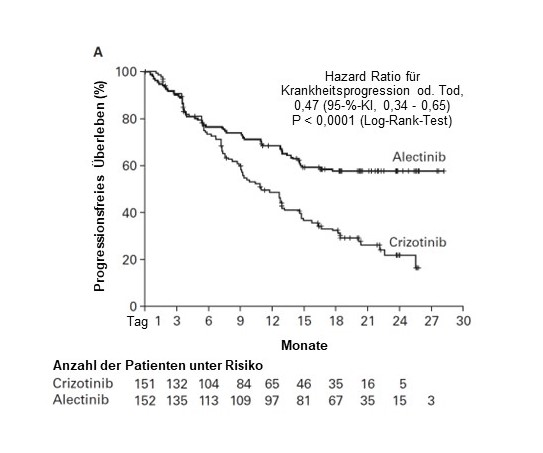 A
Hazard Ratio für
Krankheitsprogression od. Tod,
0,47 (95-%-KI, 0,34 - 0,65)
P < 0,0001 (Log-Rank-Test)
Progressionsfreies Überleben (%)
100
80
60
40
20
0
Alectinib
Crizotinib
Tag 1 3 6 9 12 15 18 21 24 27 30
Monate
Anzahl der Patienten unter Risiko
Crizotinib 151 132 104 84 65 46 35 16 5
Alectinib 152 135 113 109 97 81 67 35 15 3